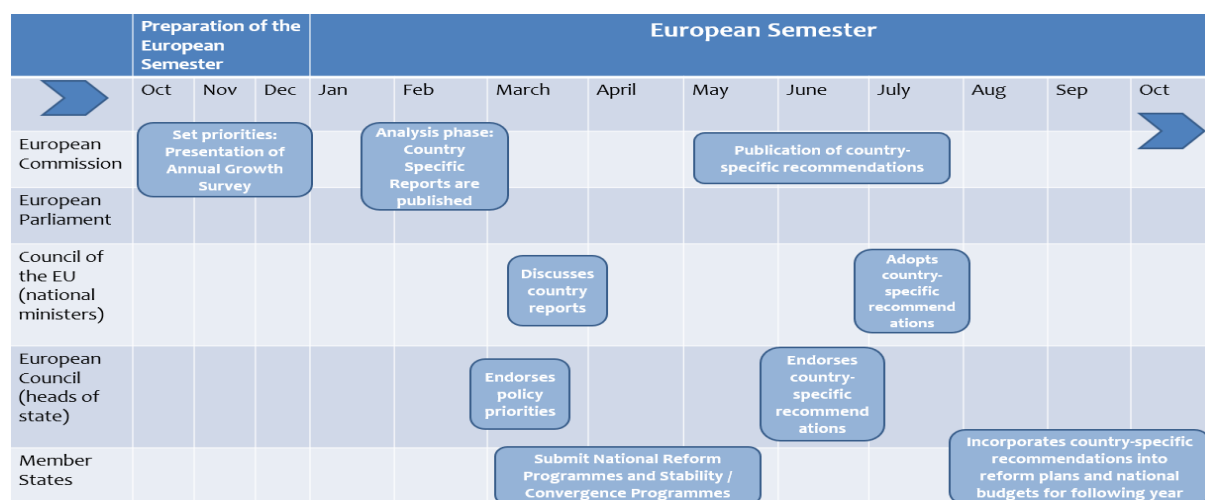 Preparation of the
European
Semester
European Semester
Oct
Nov
Dec
Jan
Feb
March
April
May
June
July
Aug
Sep
Oct
European
Commission
Set priorities:
Presentation of
Annual Growth
Survey
Analysis phase:
Country
Specific
Reports are
published
Publication of country-
specific recommendations
European
Parliament
Council of
the EU
(national
ministers)
Discusses
country
reports
Adopts
country-
specific
recommend
ations
European
Council
(heads of
state)
Endorses
policy
priorities
Endorses
country-
specific
recommend
ations
Member
States
Submit National Reform
Programmes and Stability /
Convergence Programmes
Incorporates country-specific
recommendations into
reform plans and national
budgets for following year